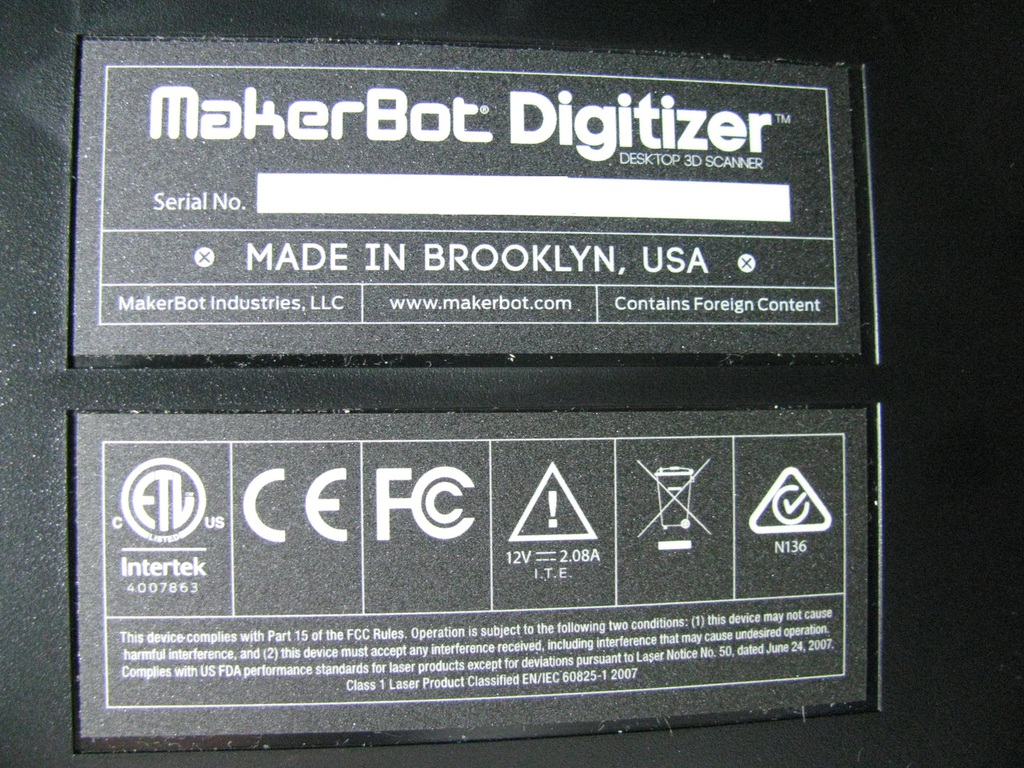 MakerBot® Digitizer™
DESKTOP 3D SCANNER
Serial No.
MADE IN BROOKLYN, USA
MakerBot Industries, LLC
www.makerbot.com
Contains Foreign Content
C ETL US
LISTED
Intertek
4007863
CE
FC
!
12V 2.08A
I.T.E.
N136
This device complies with Part 15 of the FCC Rules. Operation is subject to the following two conditions: (1) this device may not cause
harmful interference, and (2) this device must accept any interference received, including interference that may cause undesired operation.
Complies with US FDA performance standards for laser products except for deviations pursuant to Laser Notice No. 50, dated June 24, 2007.
Class 1 Laser Product Classified EN/IEC 60825-1 2007